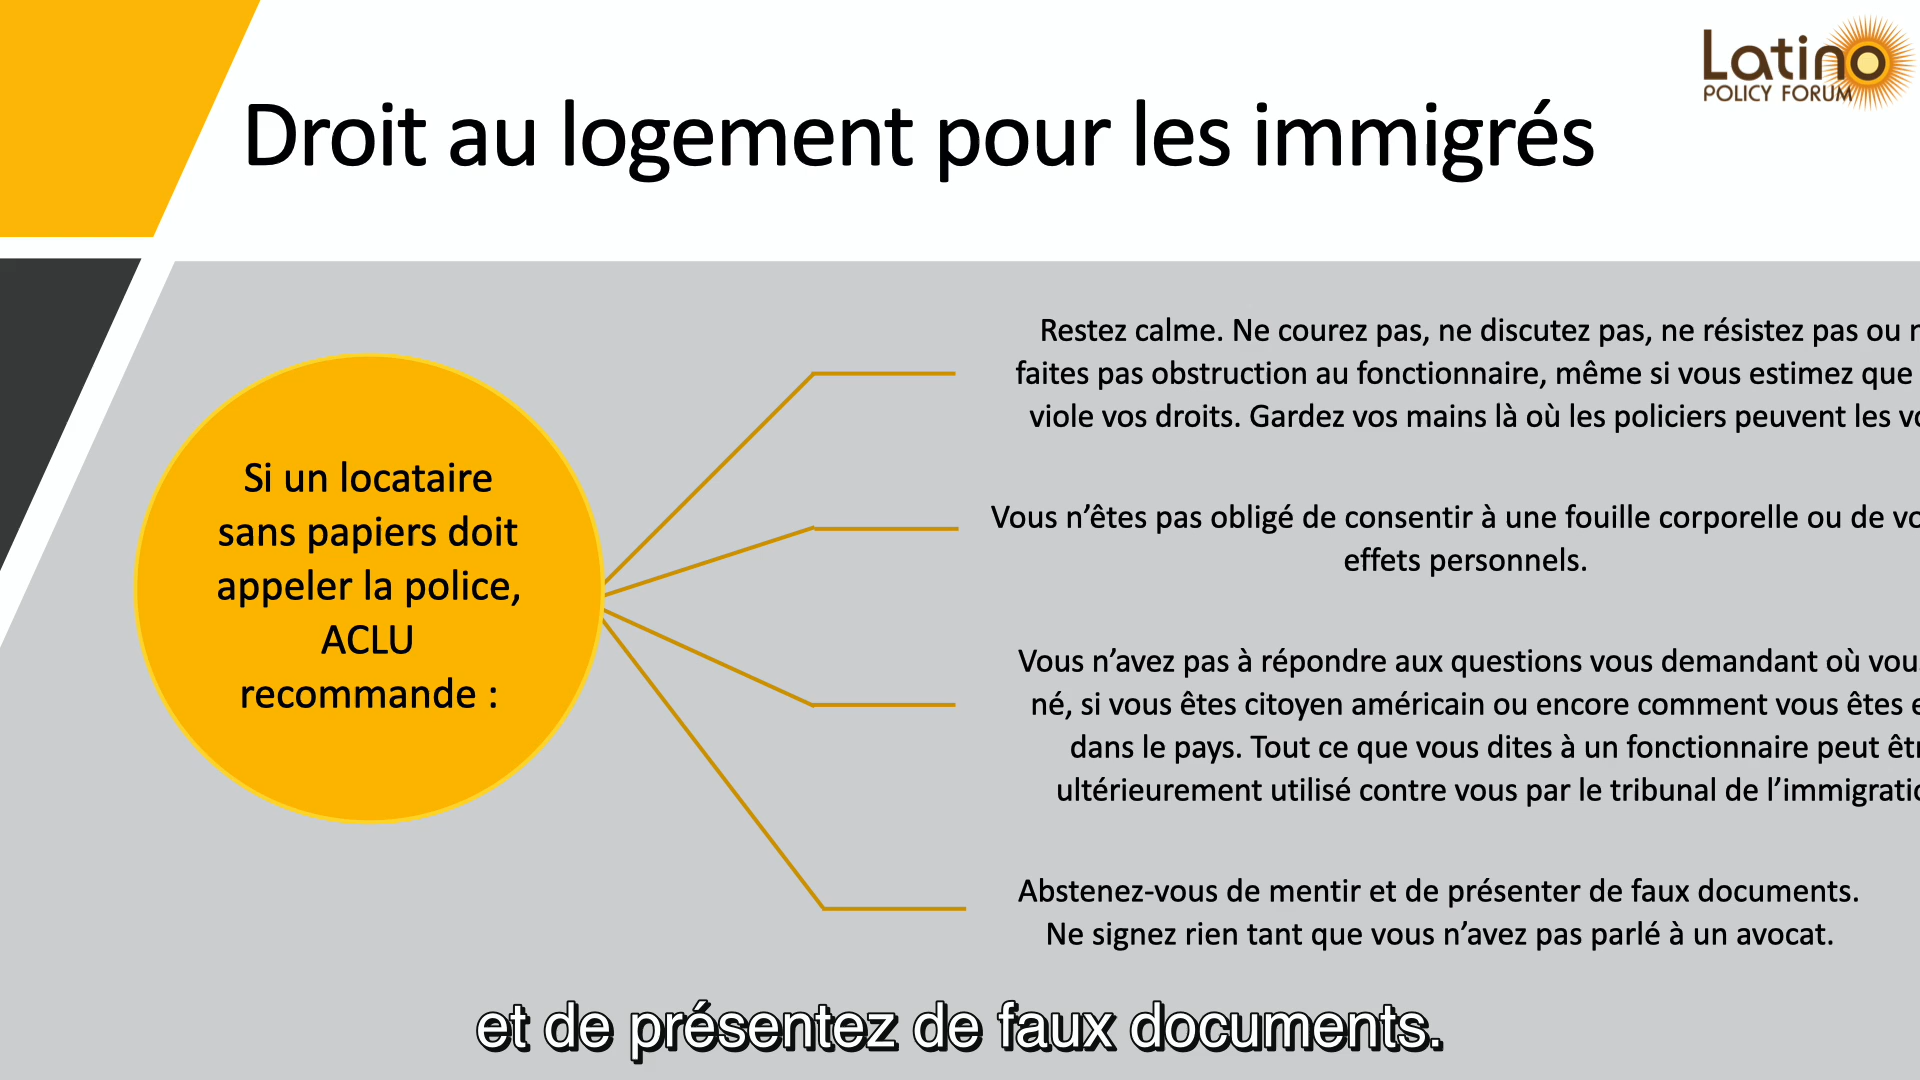 Latino
POLICY FORUM
Droit au logement pour les immigrés
Si un locataire
sans papiers doit
appeler la police,
ACLU
recommande :
Restez calme. Ne courez pas, ne discutez pas, ne résistez pas ou
faites pas obstruction au fonctionnaire, même si vous estimez que
viole vos droits. Gardez vos mains là où les policiers peuvent les
Vous n’êtes pas obligé de consentir à une fouille corporelle ou de
effets personnels.
Vous n’avez pas à répondre aux questions vous demandant où
né, si vous êtes citoyen américain ou encore comment vous êtes
dans le pays. Tout ce que vous dites à un fonctionnaire peut
ultérieurement utilisé contre vous par le tribunal de
Abstenez-vous de mentir et de présenter de faux documents.
Ne signez rien tant que vous n’avez pas parlé à un avocat.
et de présentez de faux documents.